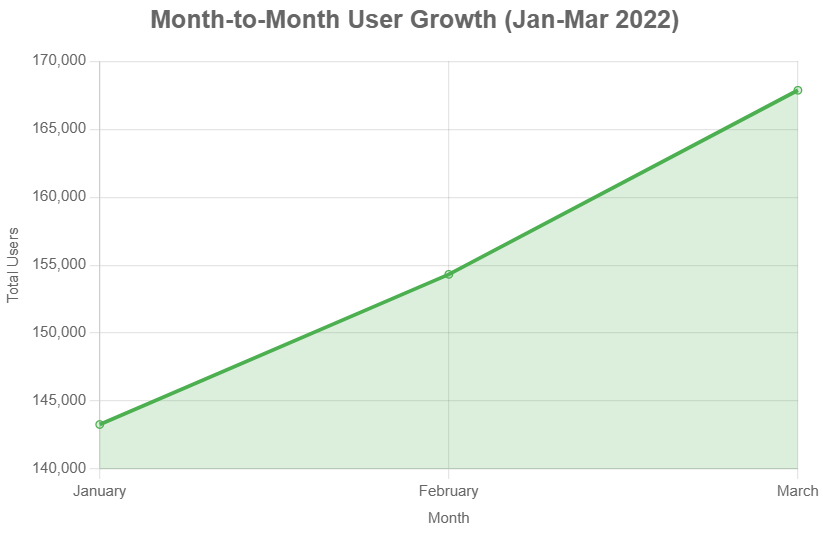 Month-to-Month User Growth (Jan-Mar 2022)
170,000
165,000
160,000
155,000
150,000
145,000
140,000
Total Users
January February March
Month